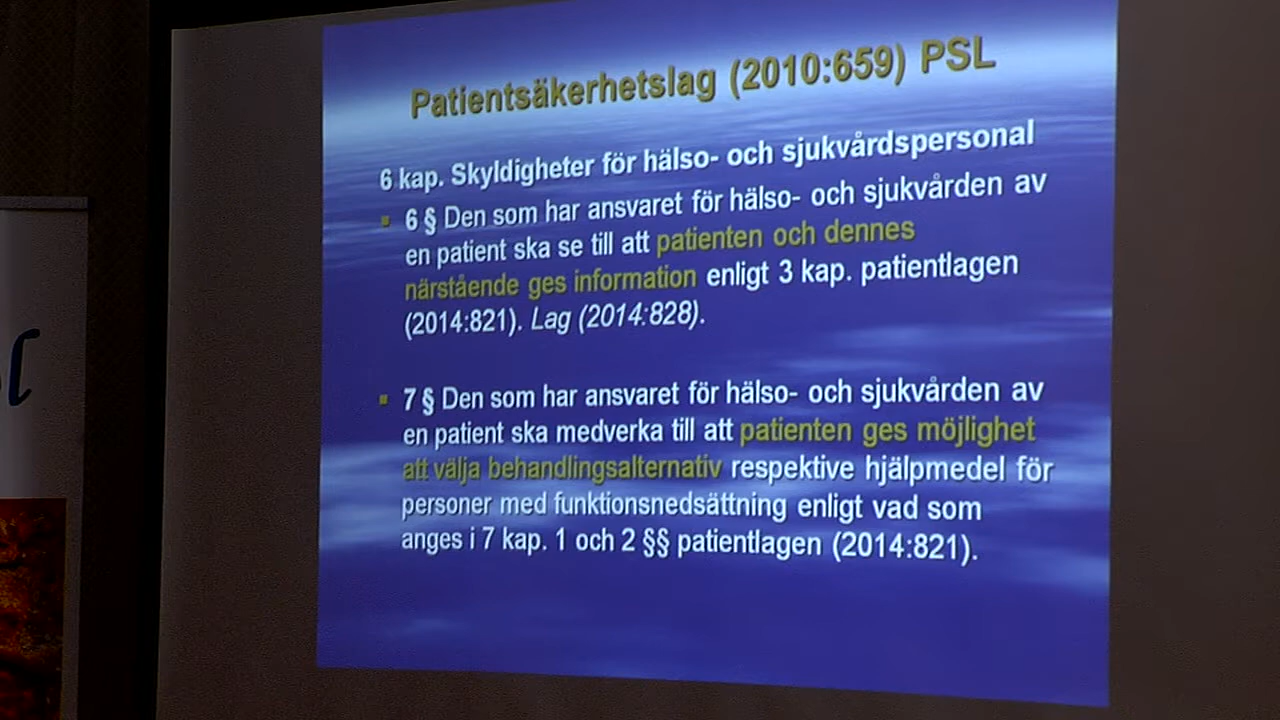 Patientsäkerhetslag (2010:659) PSL
6 kap. Skyldigheter för hälso- och sjukvårdspersonal
6 § Den som har ansvaret för hälso- och sjukvården av
en patient ska se till att patienten och dennes
närstående ges information enligt 3 kap. patientlagen
(2014:821). Lag (2014:828).
7 § Den som har ansvaret för hälso- och sjukvården av
en patient ska medverka till att patienten ges möjlighet
att välja behandlingsalternativ respektive hjälpmedel för
personer med funktionsnedsättning enligt vad som
anges i 7 kap. 1 och 2 §§ patientlagen (2014:821).